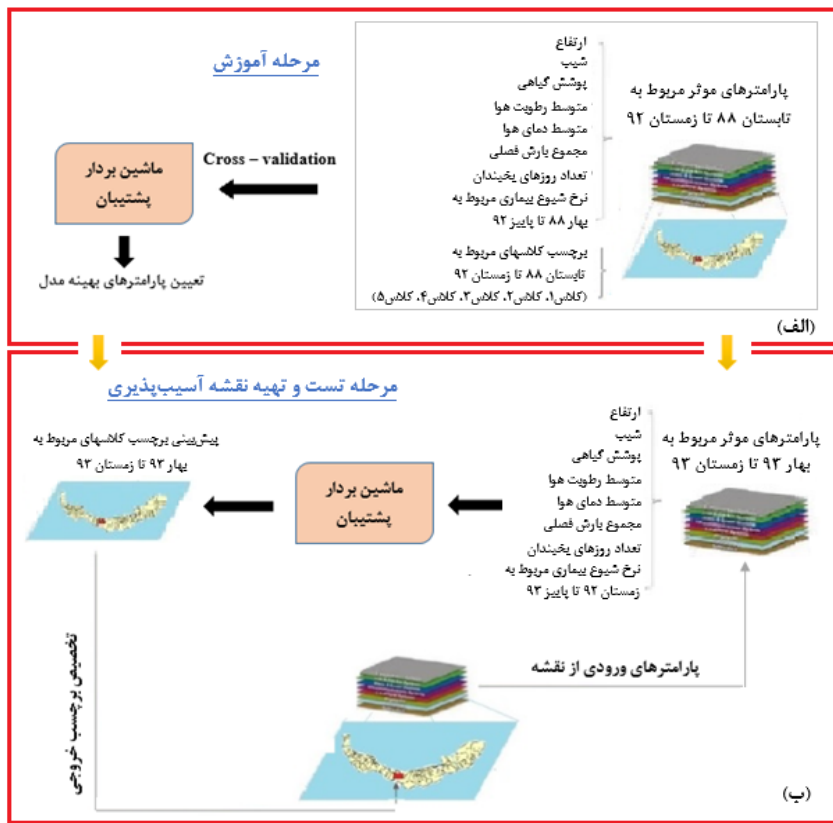 مرحله آموزش
پارامترهای موثر مربوط به
تابستان ۸۸ تا زمستان ۹۲
ارتفاع
شیب
پوشش گیاهی
متوسط رطوبت هوا
متوسط دمای هوا
مجموع بارش فصلی
تعداد روزهای یخبندان
نرخ شیوع بیماری مربوط به
بهار ۸۸ تا پاییز ۹۲
برچسب کلاسهای مربوط به
تابستان ۸۸ تا زمستان ۹۲
(کلاس۱، کلاس۲، کلاس۳، کلاس۴، کلاس۵)
Cross – validation
ماشین بردار
پشتیبان
تعیین پارامترهای بهینه مدل
(الف)
مرحله تست و تهیه نقشه آسیب‌پذیری
پارامترهای موثر مربوط به
بهار ۹۳ تا زمستان ۹۳
ارتفاع
شیب
پوشش گیاهی
متوسط رطوبت هوا
متوسط دمای هوا
مجموع بارش فصلی
تعداد روزهای یخبندان
نرخ شیوع بیماری مربوط به
زمستان ۹۲ تا پاییز ۹۳
ماشین بردار
پشتیبان
پیش‌بینی برچسب کلاسهای مربوط به
بهار ۹۳ تا زمستان ۹۳
تخصیص برچسب خروجی
پارامترهای ورودی از نقشه
(ب)